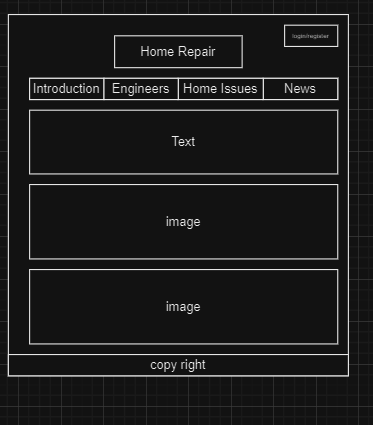 login/register
Home Repair
Introduction Engineers Home Issues News
Text
image
image
copy right